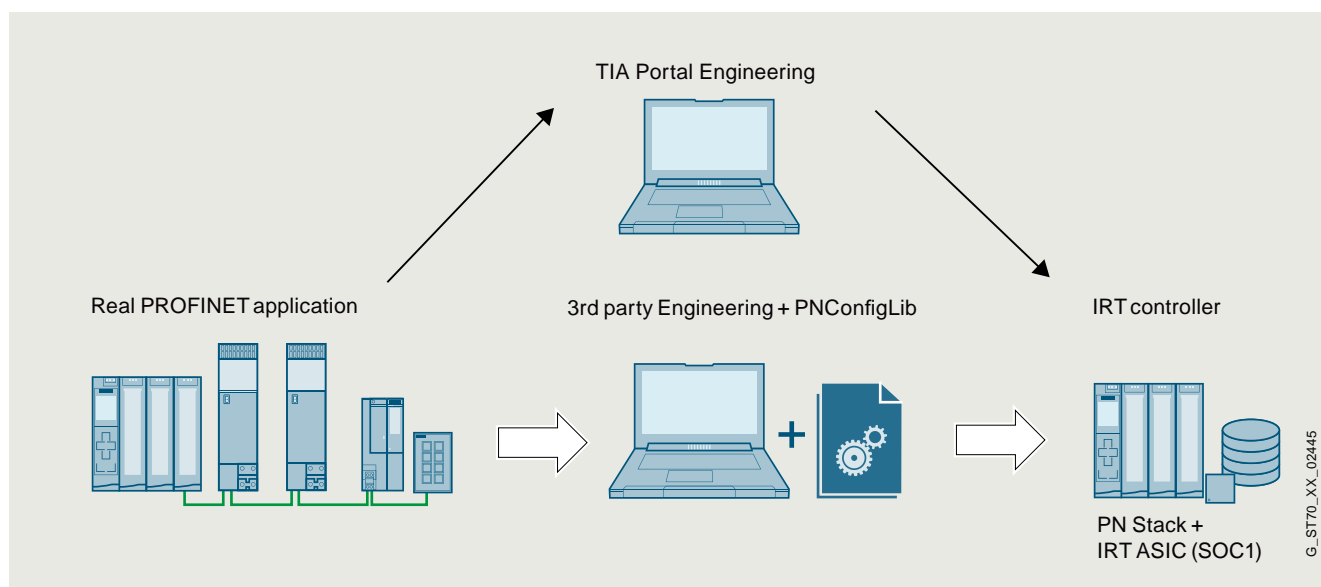 TIA Portal Engineering
Real PROFINET application
3rd party Engineering + PNConfigLib
IRT controller
PN Stack +
IRT ASIC (SOC1)
G_ST70_XX_02445